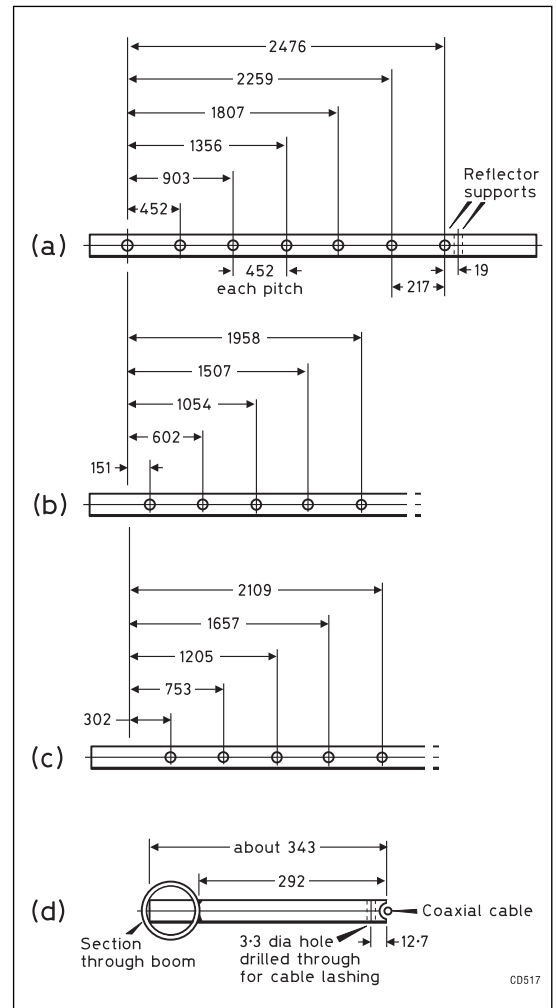 2476
2259
1807
1356
903
452
Reflector
supports
(a)
452
each pitch
19
217
1958
1507
1054
602
151
(b)
2109
1657
1205
753
302
(c)
about 343
292
(d)
Coaxial cable
Section
through boom
3·3 dia hole
drilled through
for cable lashing
12·7
CD517